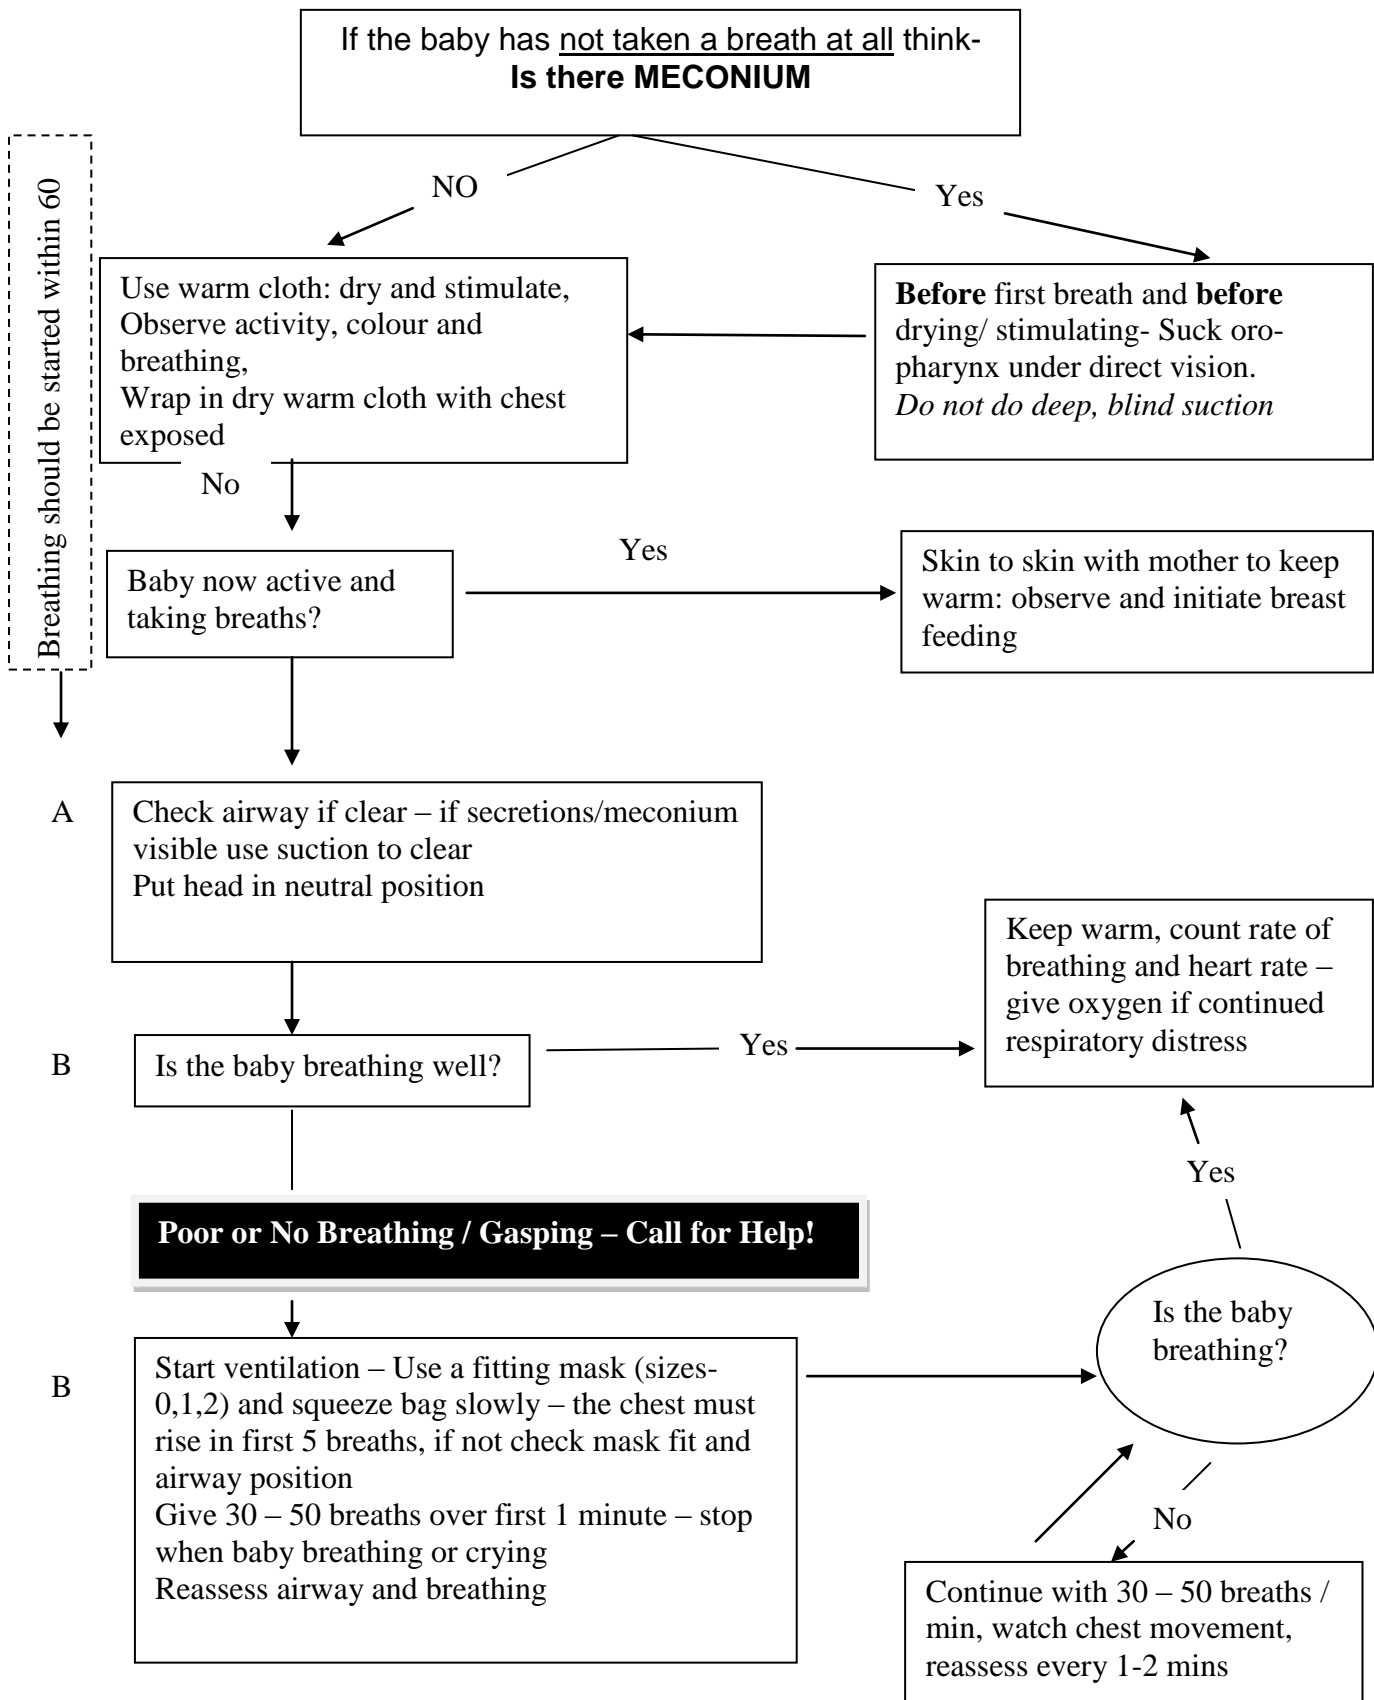 If the baby has not taken a breath at all think-
Is there MECONIUM
NO
Yes
Breathing should be started within 60
Use warm cloth: dry and stimulate,
Observe activity, colour and
breathing,
Wrap in dry warm cloth with chest
exposed
Before first breath and before
drying/ stimulating- Suck oro-
pharynx under direct vision.
Do not do deep, blind suction
No
Baby now active and
taking breaths?
Yes
Skin to skin with mother to keep
warm: observe and initiate breast
feeding
A
Check airway if clear – if secretions/meconium
visible use suction to clear
Put head in neutral position
B
Is the baby breathing well?
Yes
Keep warm, count rate of
breathing and heart rate –
give oxygen if continued
respiratory distress
Yes
Poor or No Breathing / Gasping – Call for Help!
B
Start ventilation – Use a fitting mask (sizes-
0,1,2) and squeeze bag slowly – the chest must
rise in first 5 breaths, if not check mask fit and
airway position
Give 30 – 50 breaths over first 1 minute – stop
when baby breathing or crying
Reassess airway and breathing
Is the baby
breathing?
No
Continue with 30 – 50 breaths /
min, watch chest movement,
reassess every 1-2 mins